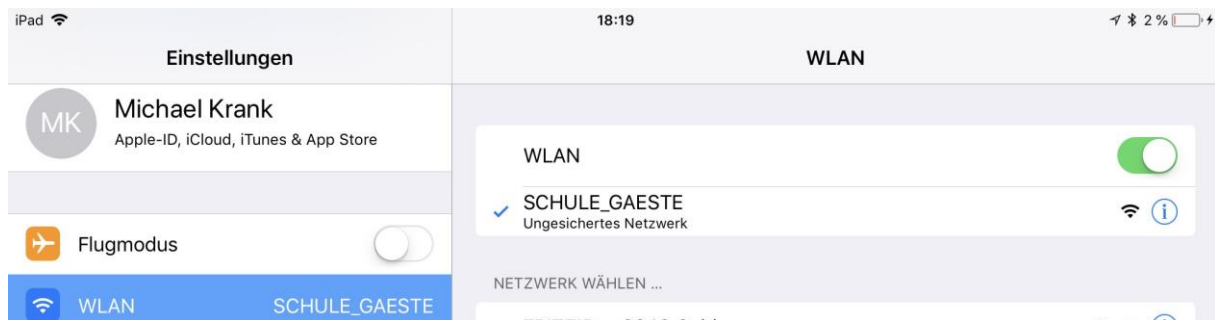 iPad
18:19
2 %
Einstellungen
WLAN
MK
Michael Krank
Apple-ID, iCloud, iTunes & App Store
Flugmodus
WLAN SCHULE_GAESTE
WLAN
SCHULE_GAESTE
Ungesichertes Netzwerk
NETZWERK WÄHLEN ...